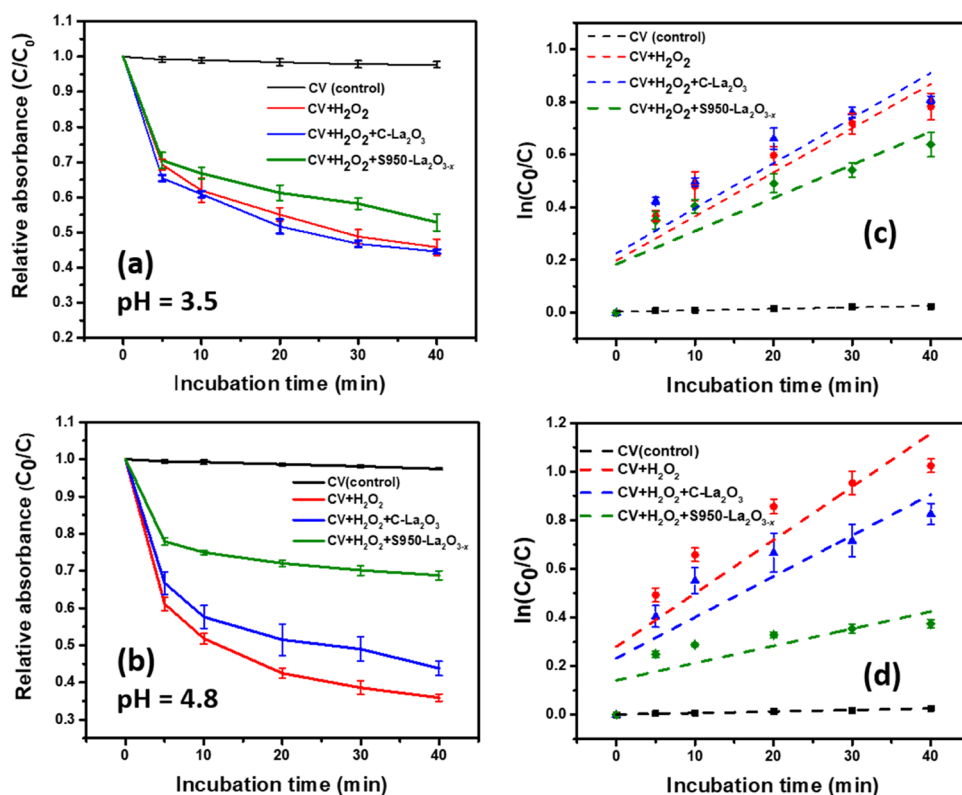 Relative absorbance (C/C₀)
1.1
1.0
0.9
0.8
0.7
0.6
0.5
0.4
0.3
0.2
CV (control)
CV+H₂O₂
CV+H₂O₂+C-La₂O₃
CV+H₂O₂+S950-La₂O₃₋ₓ
(a)
pH = 3.5
0 10 20 30 40
Incubation time (min)
ln(C₀/C)
1.0
0.8
0.6
0.4
0.2
0.0
CV (control)
CV+H₂O₂
CV+H₂O₂+C-La₂O₃
CV+H₂O₂+S950-La₂O₃₋ₓ
(c)
0 10 20 30 40
Incubation time (min)
Relative absorbance (C₀/C)
1.1
1.0
0.9
0.8
0.7
0.6
0.5
0.4
0.3
CV(control)
CV+H₂O₂
CV+H₂O₂+C-La₂O₃
CV+H₂O₂+S950-La₂O₃₋ₓ
(b)
pH = 4.8
0 10 20 30 40
Incubation time (min)
ln(C₀/C)
1.2
1.0
0.8
0.6
0.4
0.2
0.0
CV(control)
CV+H₂O₂
CV+H₂O₂+C-La₂O₃
CV+H₂O₂+S950-La₂O₃₋ₓ
(d)
0 10 20 30 40
Incubation time (min)